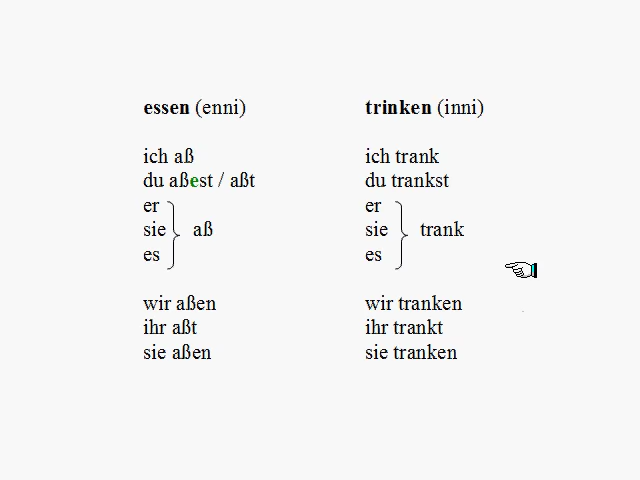 essen (enni)
ich aß
du aßest / aßt
er
sie aß
es
wir aßen
ihr aßt
sie aßen
trinken (inni)
ich trank
du trankst
er
sie trank
es
wir tranken
ihr trankt
sie tranken